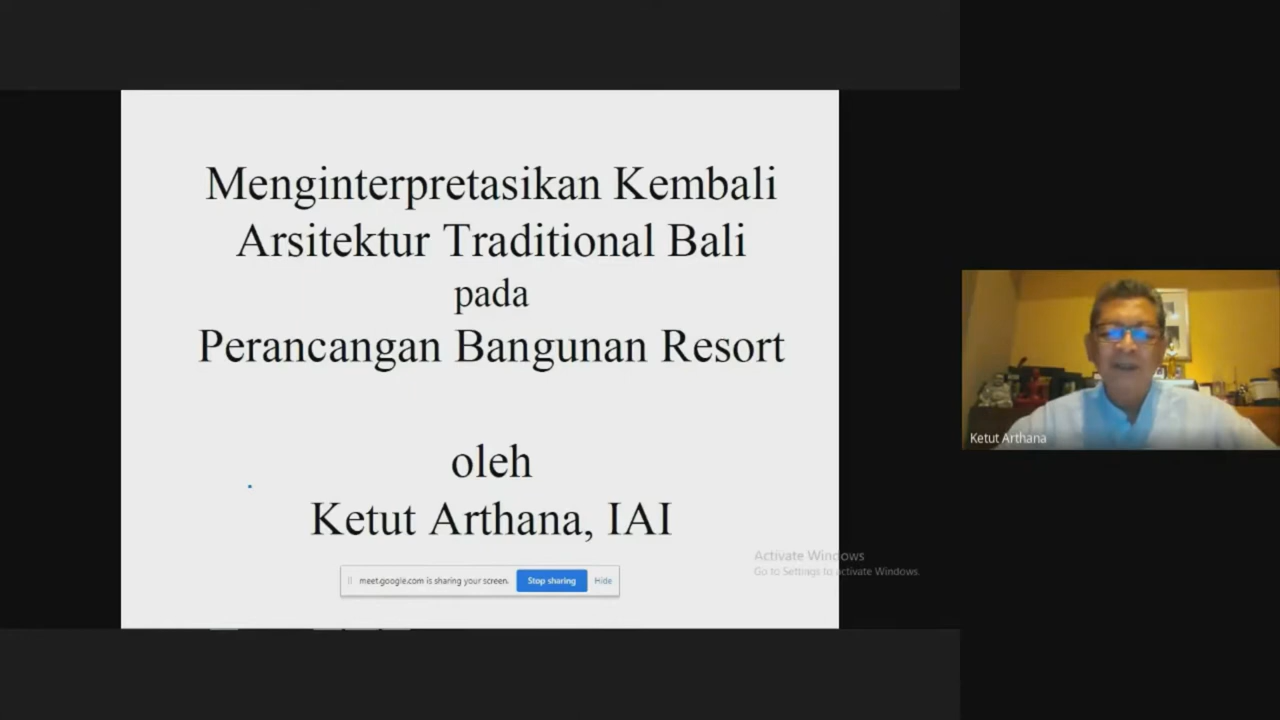 Menginterpretasikan Kembali
Arsitektur Traditional Bali
pada
Perancangan Bangunan Resort
oleh
Ketut Arthana, IAI
meet.google.com is sharing your screen.
Stop sharing
Hide
Activate Windows
Go to Settings to activate Windows.
Ketut Arthana